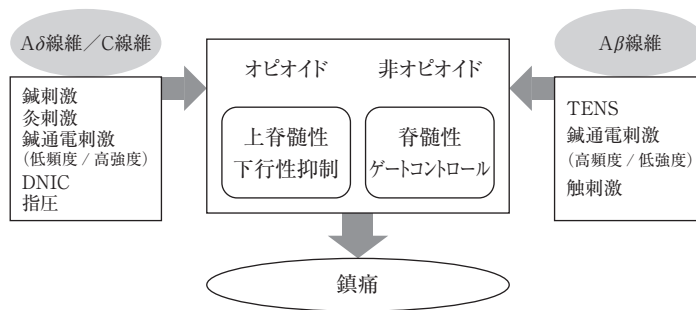 Aδ線維／C線維
鍼刺激
灸刺激
鍼通電刺激
(低頻度 / 高強度)
DNIC
指圧
オピオイド
非オピオイド
上脊髄性
下行性抑制
脊髄性
ゲートコントロール
Aβ線維
TENS
鍼通電刺激
(高頻度 / 低強度)
触刺激
鎮痛